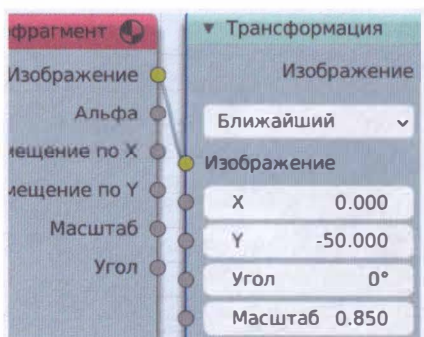 фрагмент
Изображение
Альфа
мещение по X
мещение по Y
Масштаб
Угол
Трансформация
Изображение
Ближайший
Изображение
X 0.000
Y -50.000
Угол 0°
Масштаб 0.850